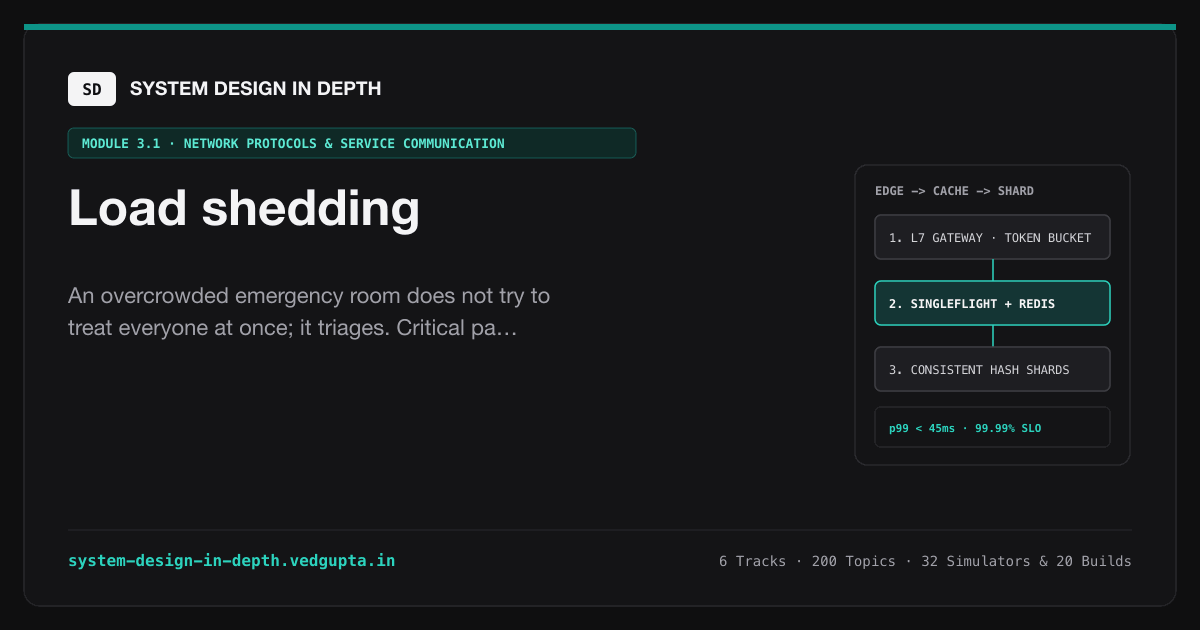 SD SYSTEM DESIGN IN DEPTH
MODULE 3.1 · NETWORK PROTOCOLS & SERVICE COMMUNICATION
Load shedding
An overcrowded emergency room does not try to
treat everyone at once; it triages. Critical pa…
EDGE —> CACHE —> SHARD
1. L7 GATEWAY · TOKEN BUCKET
2. SINGLEFLIGHT + REDIS
3. CONSISTENT HASH SHARDS
p99 < 45ms · 99.99% SLO
system-design-in-depth.vedgupta.in
6 Tracks · 200 Topics · 32 Simulators & 20 Builds